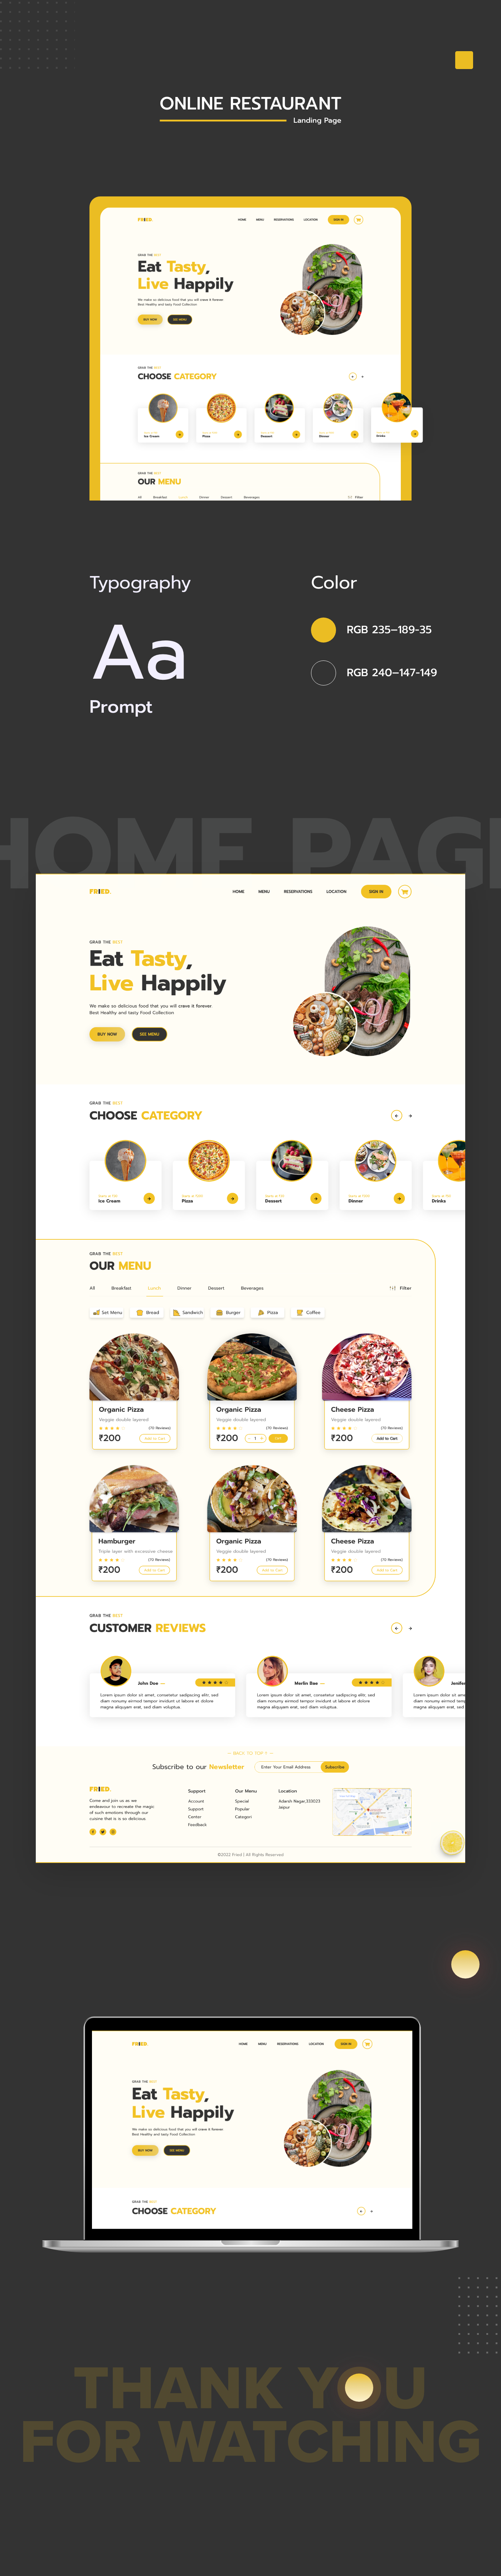 ONLINE RESTAURANT
Landing Page
FRIED.
HOME MENU RESERVATIONS LOCATION SIGN IN
GRAB THE BEST
Eat Tasty,
Live Happily
We make so delicious food that you will crave it forever.
Best Healthy and tasty Food Collection
BUY NOW SEE MENU
GRAB THE BEST
CHOOSE CATEGORY
Ice Cream Pizza Dessert Dinner Drinks
GRAB THE BEST
OUR MENU
All Breakfast Lunch Dinner Dessert Beverages Filter
Typography Color
Aa
RGB 235–189-35
RGB 240–147-149
Prompt
HOME PAGE
FRIED.
HOME MENU RESERVATIONS LOCATION SIGN IN
GRAB THE BEST
Eat Tasty,
Live Happily
We make so delicious food that you will crave it forever.
Best Healthy and tasty Food Collection
BUY NOW SEE MENU
GRAB THE BEST
CHOOSE CATEGORY
Ice Cream Pizza Dessert Dinner Drinks
GRAB THE BEST
OUR MENU
All Breakfast Lunch Dinner Dessert Beverages Filter
Set Menu Bread Sandwich Burger Pizza Coffee
Organic Pizza Organic Pizza Cheese Pizza
Veggie double layered Veggie double layered Veggie double layered
(70 Reviews) (70 Reviews) (70 Reviews)
₹200 Add to Cart ₹200 - 1 + ₹200 Add to Cart
Hamburger Organic Pizza Cheese Pizza
Triple layer with excessive cheese Veggie double layered Veggie double layered
(70 Reviews) (70 Reviews) (70 Reviews)
₹200 Add to Cart ₹200 Add to Cart ₹200 Add to Cart
GRAB THE BEST
CUSTOMER REVIEWS
John Doe Merlin Bae Jenifer
Lorem ipsum dolor sit amet, consetetur sadipscing elitr, sed Lorem ipsum dolor sit amet, consetetur sadipscing elitr, sed Lorem ipsum dolor sit am
diam nonumy eirmod tempor invidunt ut labore et dolore diam nonumy eirmod tempor invidunt ut labore et dolore diam nonumy eirmod tem
magna aliquyam erat, sed diam voluptua. magna aliquyam erat, sed diam voluptua. magna aliquyam erat, sed
BACK TO TOP
Subscribe to our Newsletter Enter Your Email Address Subscribe
FRIED. Support Our Menu Location
Come and join us as we
endeavour to recreate the magic
of such emotions through our
cuisine that it is so delicious
Account
Support
Center
Feedback
Special
Popular
Categori
Adarsh Nagar,333023
Jaipur
©2022 Fried | All Rights Reserved
FRIED.
HOME MENU RESERVATIONS LOCATION SIGN IN
GRAB THE BEST
Eat Tasty,
Live Happily
We make so delicious food that you will crave it forever.
Best Healthy and tasty Food Collection
BUY NOW SEE MENU
GRAB THE BEST
CHOOSE CATEGORY
THANK YOU
FOR WATCHING